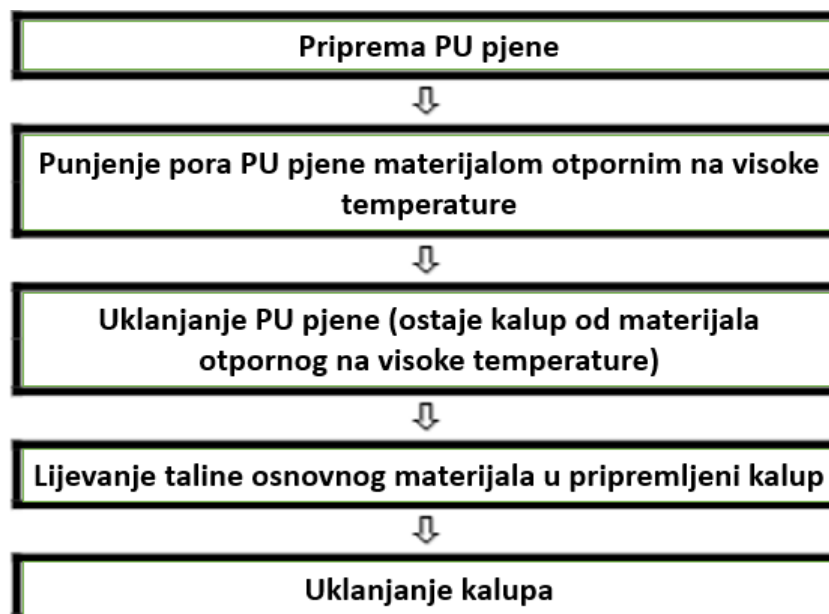 Priprema PU pjene
Punjenje pora PU pjene materijalom otpornim na visoke
temperature
Uklanjanje PU pjene (ostaje kalup od materijala
otpornog na visoke temperature)
Lijevanje taline osnovnog materijala u pripremljeni kalup
Uklanjanje kalupa